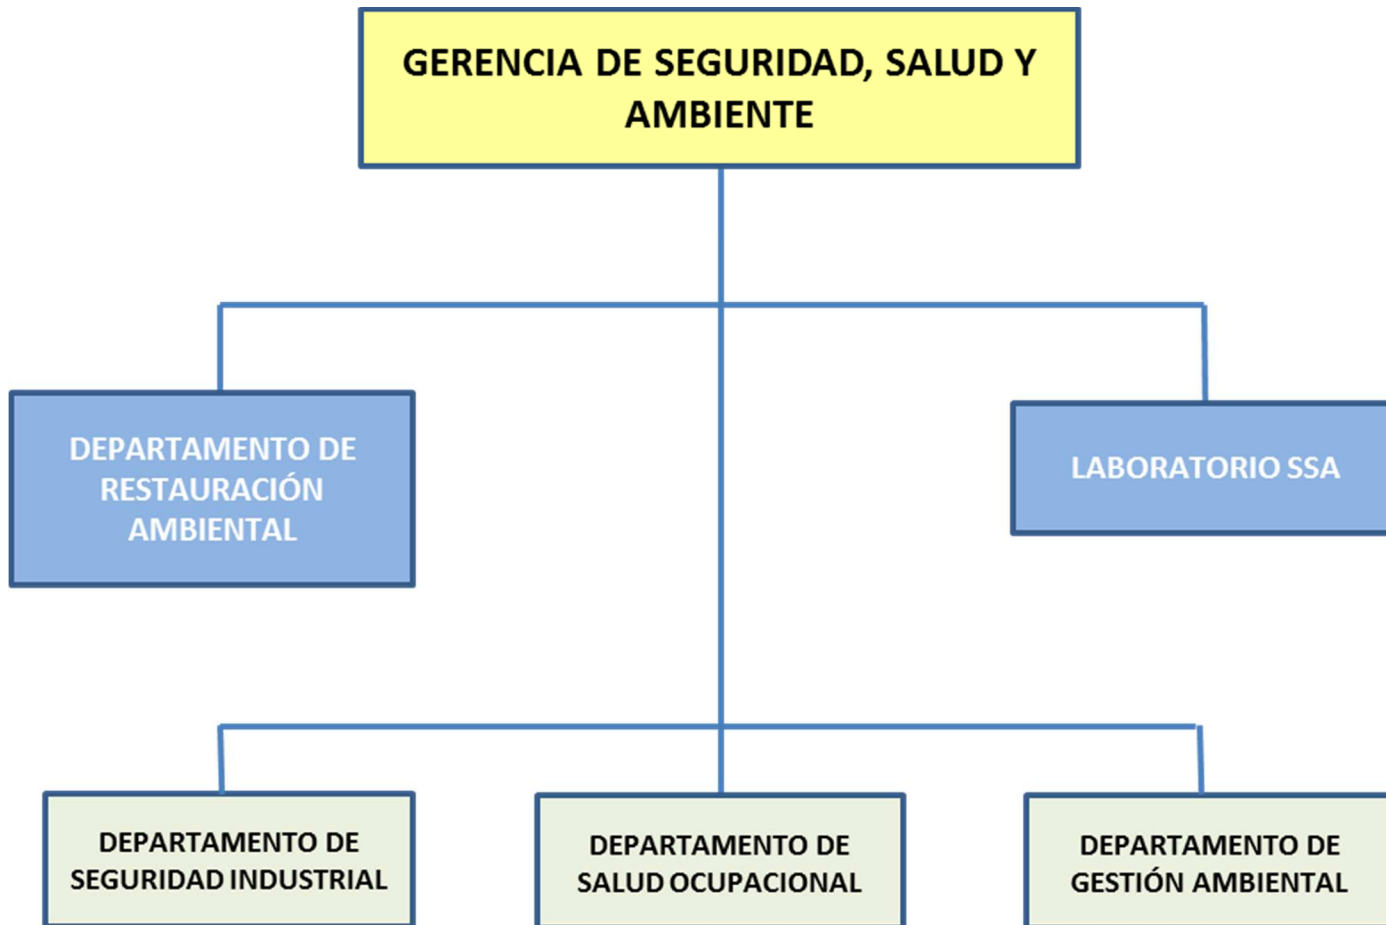 GERENCIA DE SEGURIDAD, SALUD Y
AMBIENTE
DEPARTAMENTO DE
RESTAURACIÓN
AMBIENTAL
LABORATORIO SSA
DEPARTAMENTO DE
SEGURIDAD INDUSTRIAL
DEPARTAMENTO DE
SALUD OCUPACIONAL
DEPARTAMENTO DE
GESTIÓN AMBIENTAL